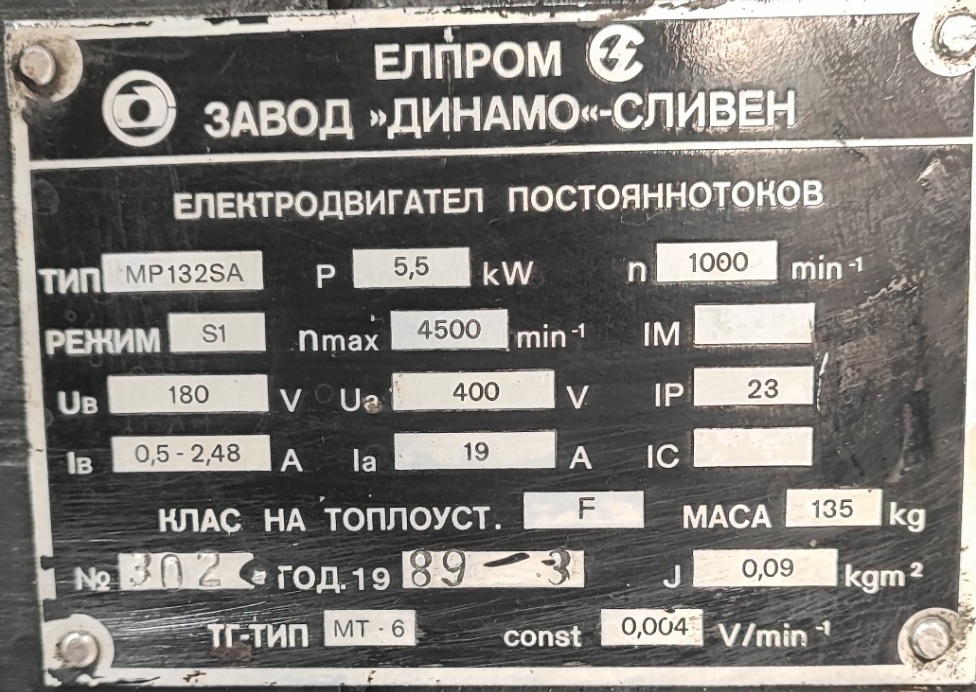 ЕЛПРОМ
ЗАВОД »ДИНАМО«-СЛИВЕН
ЕЛЕКТРОДВИГАТЕЛ ПОСТОЯННОТОКОВ
ТИП MP132SA P 5,5 kW n 1000 min⁻¹
РЕЖИМ S1 nmax 4500 min⁻¹ IM
UB 180 V Ua 400 V IP 23
IB 0,5 - 2,48 A Ia 19 A IC
КЛАС НА ТОПЛОУСТ. F МАСА 135 kg
№ 302 ГОД. 19 89 - 3 J 0,09 kgm²
ТГ-ТИП МТ - 6 const 0,004 V/min⁻¹